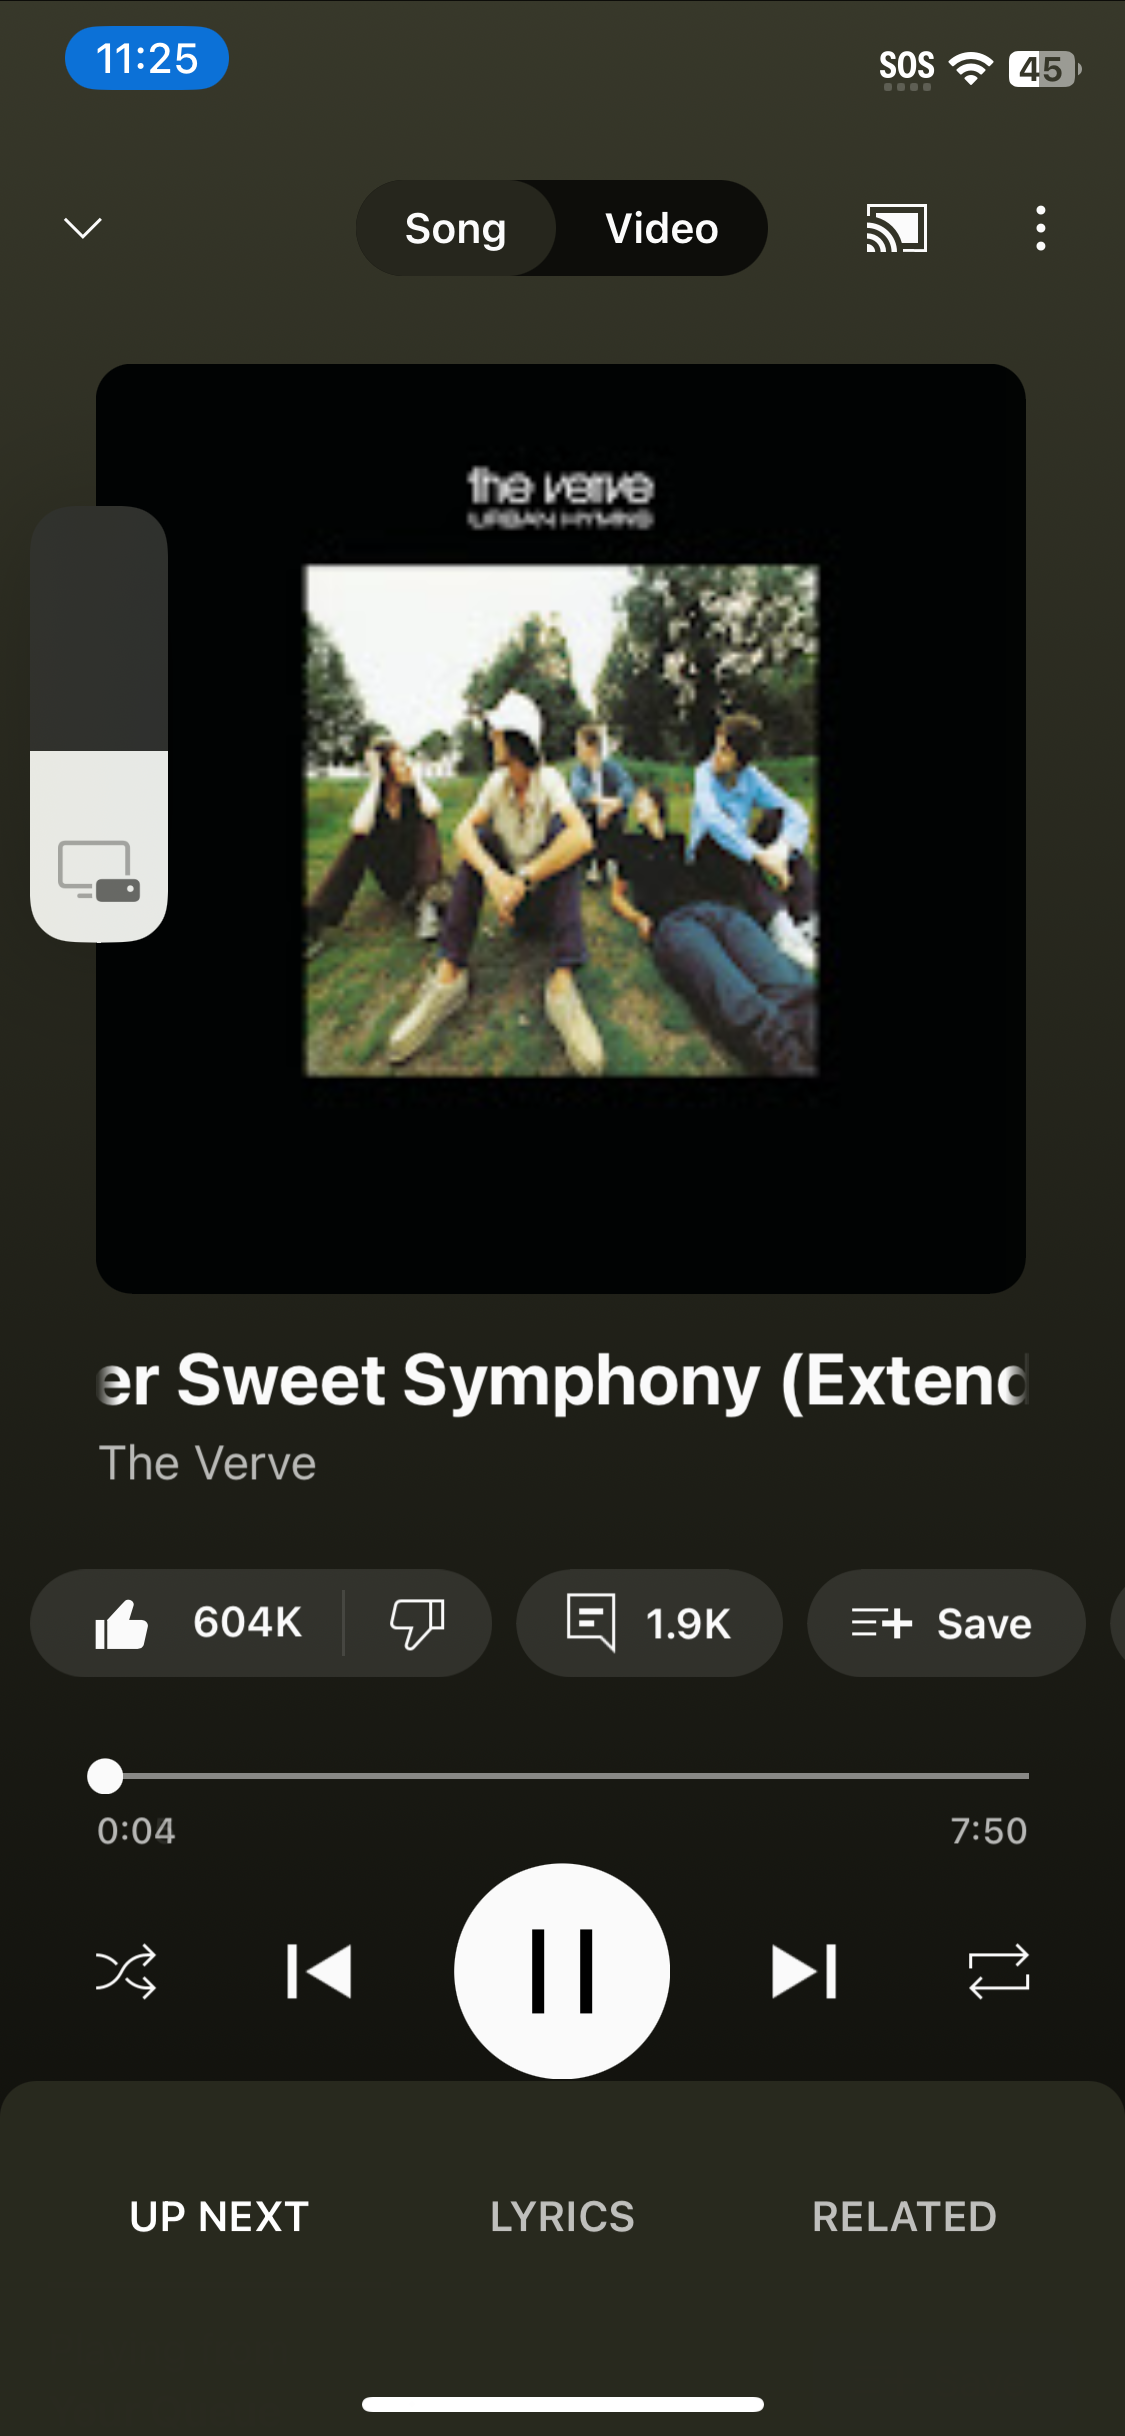 11:25
SOS
45
Song
Video
the verve
URBAN HYMNS
er Sweet Symphony (Extend
The Verve
604K
1.9K
Save
0:04
7:50
UP NEXT
LYRICS
RELATED